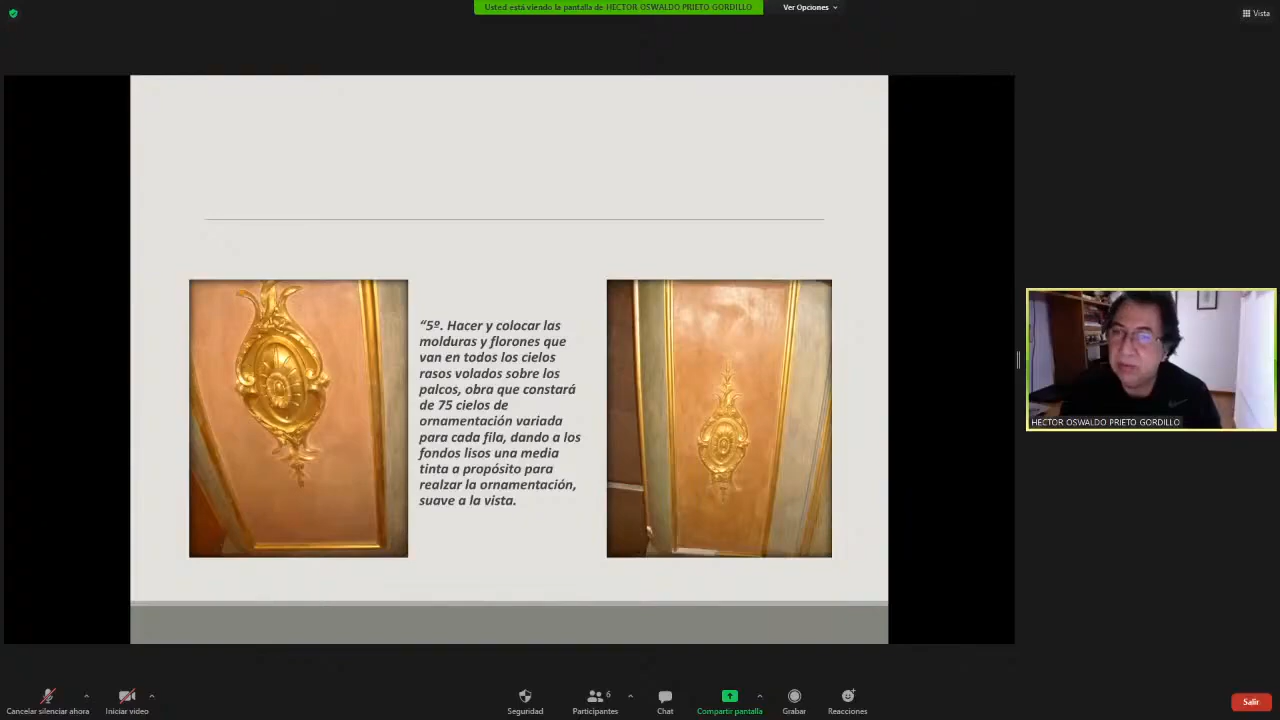 Usted está viendo la pantalla de HECTOR OSWALDO PRIETO GORDILLO
Ver Opciones
Vista
“5º. Hacer y colocar las
molduras y florones que
van en todos los cielos
rasos volados sobre los
palcos, obra que constará
de 75 cielos de
ornamentación variada
para cada fila, dando a los
fondos lisos una media
tinta a propósito para
realzar la ornamentación,
suave a la vista.
HECTOR OSWALDO PRIETO GORDILLO
Cancelar silenciar ahora
Iniciar video
Seguridad
6
Participantes
Chat
Compartir pantalla
Grabar
Reacciones
Salir